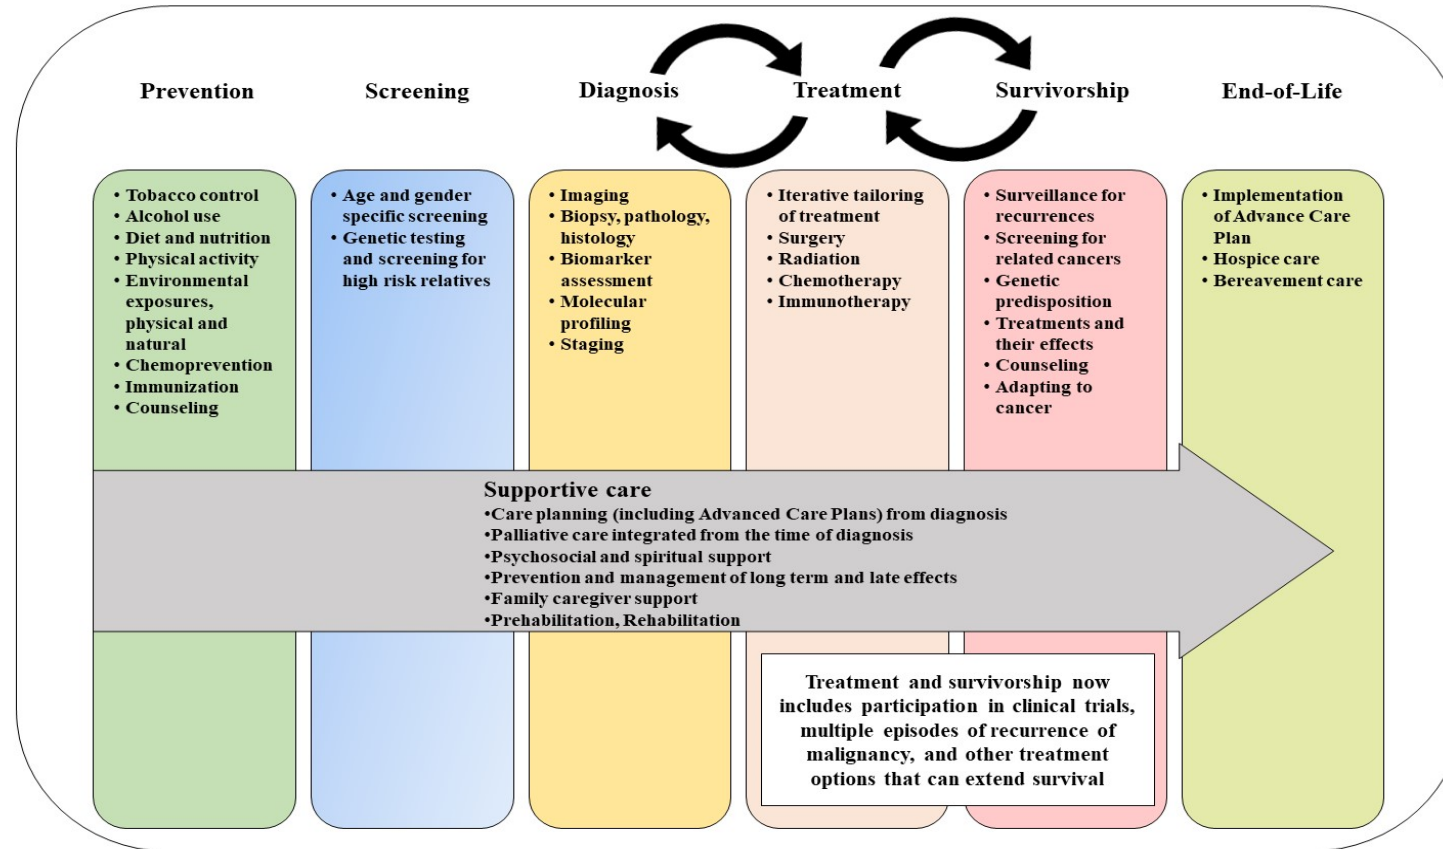 Prevention
Screening
Diagnosis
Treatment
Survivorship
End-of-Life
• Tobacco control
• Alcohol use
• Diet and nutrition
• Physical activity
• Environmental
exposures,
physical and
natural
• Chemoprevention
• Immunization
• Counseling
• Age and gender
specific screening
• Genetic testing
and screening for
high risk relatives
• Imaging
• Biopsy, pathology,
histology
• Biomarker
assessment
• Molecular
profiling
• Staging
• Iterative tailoring
of treatment
• Surgery
• Radiation
• Chemotherapy
• Immunotherapy
• Surveillance for
recurrences
• Screening for
related cancers
• Genetic
predisposition
• Treatments and
their effects
• Counseling
• Adapting to
cancer
• Implementation
of Advance Care
Plan
• Hospice care
• Bereavement care
Supportive care
•Care planning (including Advanced Care Plans) from diagnosis
•Palliative care integrated from the time of diagnosis
•Psychosocial and spiritual support
•Prevention and management of long term and late effects
•Family caregiver support
•Prehabilitation, Rehabilitation
Treatment and survivorship now
includes participation in clinical trials,
multiple episodes of recurrence of
malignancy, and other treatment
options that can extend survival